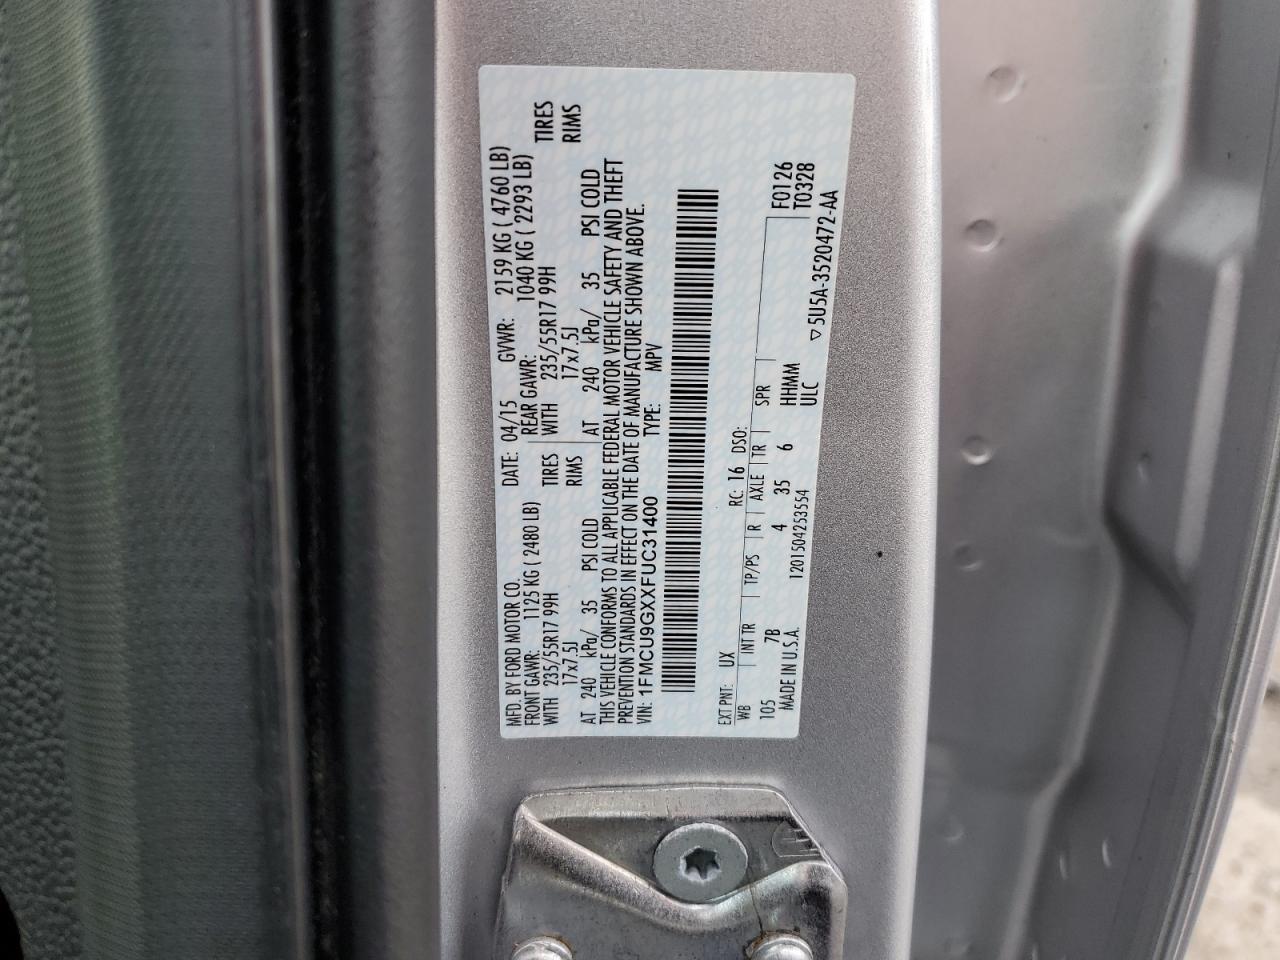 MFD. BY FORD MOTOR CO.
DATE: 04/15 GVWR: 2159 KG ( 4760 LB)
FRONT GAWR: 1125 KG ( 2480 LB)
REAR GAWR: 1040 KG ( 2293 LB)
WITH 235/55R17 99H TIRES
WITH 235/55R17 99H TIRES
17x7.5J RIMS
17x7.5J RIMS
AT 240 kPa/ 35 PSI COLD
AT 240 kPa/ 35 PSI COLD
THIS VEHICLE CONFORMS TO ALL APPLICABLE FEDERAL MOTOR VEHICLE SAFETY AND THEFT
PREVENTION STANDARDS IN EFFECT ON THE DATE OF MANUFACTURE SHOWN ABOVE.
VIN: 1FMCU9GXXFUC31400 TYPE: MPV
EXT PNT: UX RC: 16 DSO: F0126
T0328
WB INT TR TP/PS R AXLE TR SPR
105 7B 4 35 6 HHMM
MADE IN U.S.A. 1201504253554 ULC
▽5U5A-3520472-AA